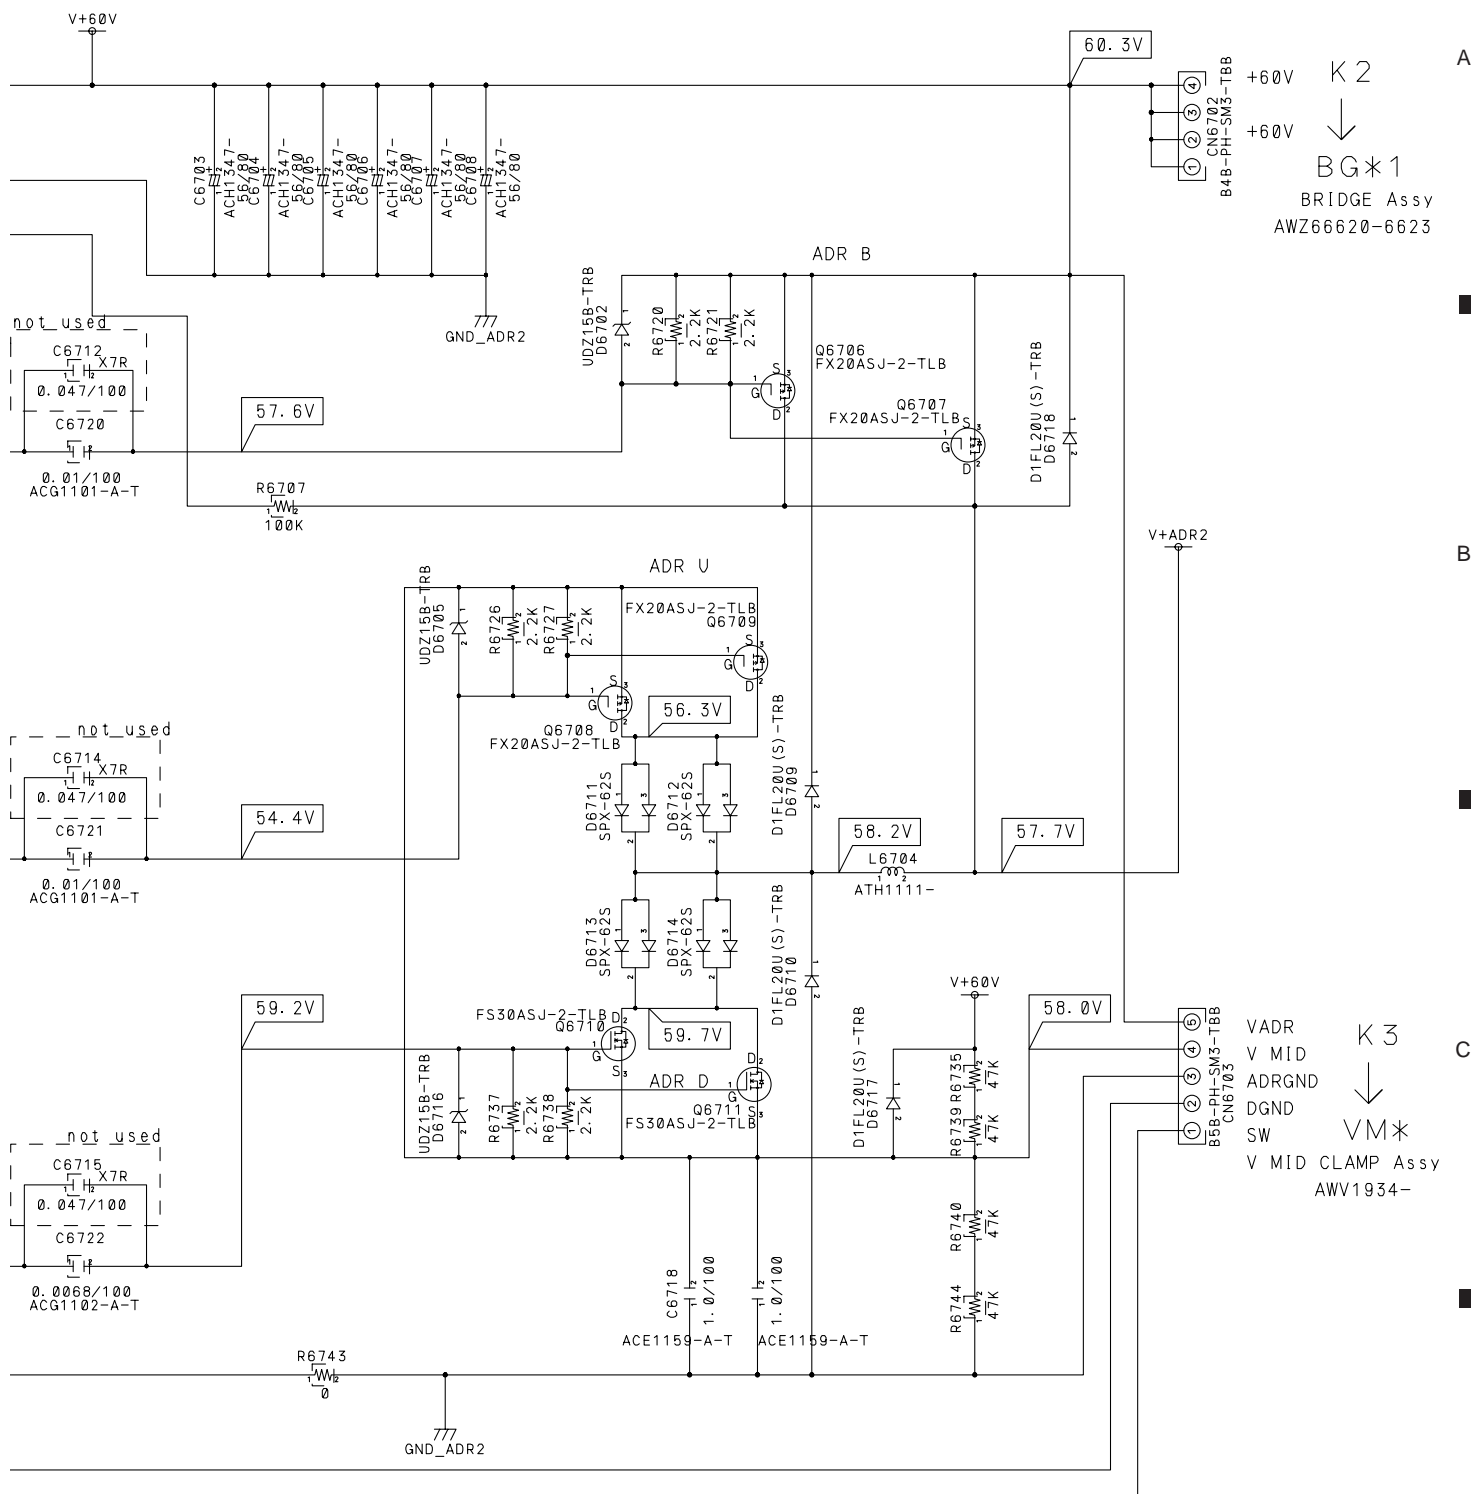 V+60V
60.3V
A
4
3
2
1
CN6702
B4B-PH-SM3-TBB
+60V
+60V
K2
BG*1
BRIDGE Assy
AWZ66620-6623
C6703
ACH1347-
56/80
C6704
ACH1347-
56/80
C6705
ACH1347-
56/80
C6706
ACH1347-
56/80
C6707
ACH1347-
56/80
C6708
ACH1347-
56/80
GND_ADR2
ADR B
UDZ15B-TRB
D6702
R6720
2.2K
R6721
2.2K
Q6706
FX20ASJ-2-TLB
S
G
D
Q6707
FX20ASJ-2-TLB
S
G
D
D1FL20U(S)-TRB
D6718
not used
C6712
X7R
0.047/100
C6720
0.01/100
ACG1101-A-T
57.6V
R6707
100K
V+ADR2
B
ADR U
UDZ15B-TRB
D6705
R6726
2.2K
R6727
2.2K
FX20ASJ-2-TLB
Q6709
S
G
D
S
G
D
Q6708
FX20ASJ-2-TLB
56.3V
not used
C6714
X7R
0.047/100
C6721
0.01/100
ACG1101-A-T
54.4V
D6711
SPX-62S
D6712
SPX-62S
D1FL20U(S)-TRB
D6709
58.2V
L6704
ATH1111-
57.7V
D6713
SPX-62S
D6714
SPX-62S
D1FL20U(S)-TRB
D6710
59.2V
FS30ASJ-2-TLB
Q6710
D
G
S
59.7V
ADR D
D
G
S
Q6711
FS30ASJ-2-TLB
UDZ15B-TRB
D6716
R6737
2.2K
R6738
2.2K
D1FL20U(S)-TRB
D6717
V+60V
58.0V
R6735
47K
R6739
47K
5
4
3
2
1
B5B-PH-SM3-TBB
CN6703
VADR
V MID
ADRGND
DGND
SW
K3
VM*
V MID CLAMP Assy
AWV1934-
C
not used
C6715
X7R
0.047/100
C6722
0.0068/100
ACG1102-A-T
R6740
47K
R6744
47K
C6718
1.0/100
ACE1159-A-T
1.0/100
ACE1159-A-T
R6743
0
GND_ADR2